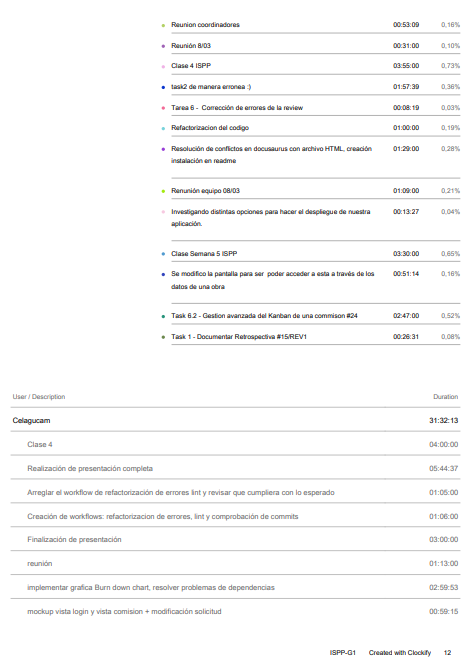 Reunion coordinadores 00:53:09 0,16%
Reunión 8/03 00:31:00 0,10%
Clase 4 ISPP 03:55:00 0,73%
task2 de manera erronea :) 01:57:39 0,36%
Tarea 6 - Corrección de errores de la review 00:08:19 0,03%
Refactorizacion del codigo 01:00:00 0,19%
Resolución de conflictos en docusaurus con archivo HTML, creación 01:29:00 0,28%
instalación en readme
Renunión equipo 08/03 01:09:00 0,21%
Investigando distintas opciones para hacer el despliegue de nuestra 00:13:27 0,04%
aplicación.
Clase Semana 5 ISPP 03:30:00 0,65%
Se modifico la pantalla para ser poder acceder a esta a través de los 00:51:14 0,16%
datos de una obra
Task 6.2 - Gestion avanzada del Kanban de una commison #24 02:47:00 0,52%
Task 1 - Documentar Retrospectiva #15/REV1 00:26:31 0,08%
User / Description Duration
Celagucam 31:32:13
Clase 4 04:00:00
Realización de presentación completa 05:44:37
Arreglar el workflow de refactorización de errores lint y revisar que cumpliera con lo esperado 01:05:00
Creación de workflows: refactorizacion de errores, lint y comprobación de commits 01:06:00
Finalización de presentación 03:00:00
reunión 01:13:00
implementar grafica Burn down chart, resolver problemas de dependencias 02:59:53
mockup vista login y vista comision + modificación solicitud 00:59:15
ISPP-G1 Created with Clockify 12